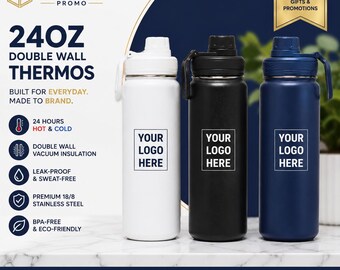 PROMO
GIFTS &
PROMOTIONS
24OZ
DOUBLE WALL
THERMOS
BUILT FOR EVERYDAY.
MADE TO BRAND.
24 HOURS
HOT & COLD
DOUBLE WALL
VACUUM INSULATION
LEAK-PROOF
& SWEAT-FREE
PREMIUM 18/8
STAINLESS STEEL
BPA-FREE
& ECO-FRIENDLY
YOUR
LOGO
HERE
YOUR
LOGO
HERE
YOUR
LOGO
HERE